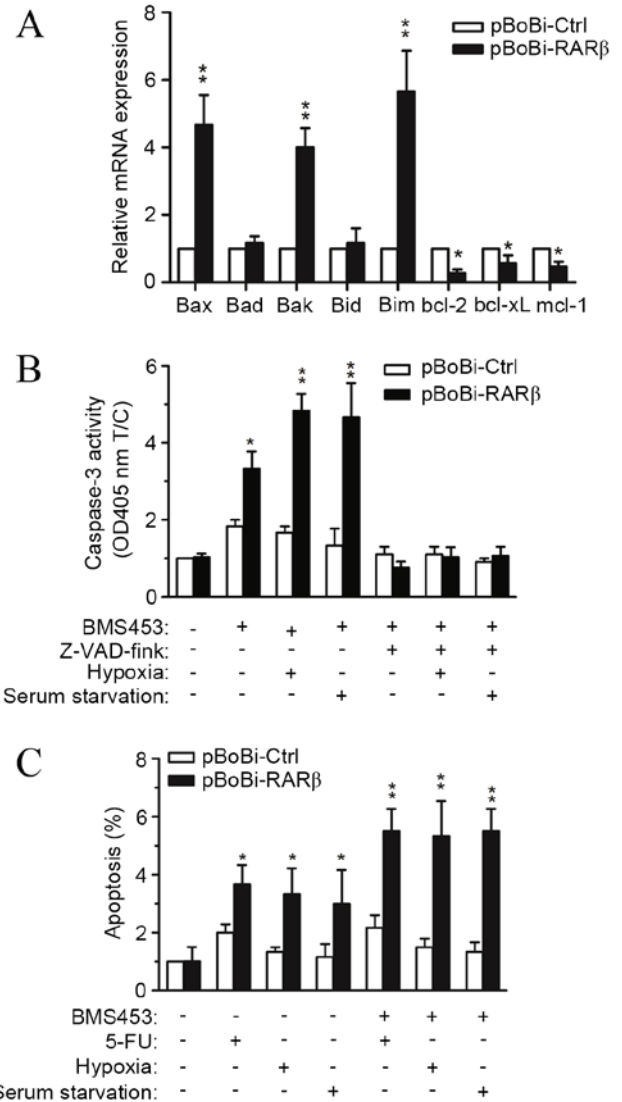 A
Relative mRNA expression
8
6
4
2
0
pBoBi-Ctrl
pBoBi-RARβ
**
**
**
*
*
*
Bax Bad Bak Bid Bim bcl-2 bcl-xL mcl-1
B
Caspase-3 activity
(OD405 nm T/C)
6
4
2
0
pBoBi-Ctrl
pBoBi-RARβ
*
**
**
BMS453: - + + + + + +
Z-VAD-fink: - - - - + + +
Hypoxia: - - + - - + -
Serum starvation: - - - + - - +
C
Apoptosis (%)
8
6
4
2
0
pBoBi-Ctrl
pBoBi-RARβ
*
*
*
**
**
**
BMS453: - - - - + + +
5-FU: - + - - + - -
Hypoxia: - - + - - + -
Serum starvation: - - - + - - +